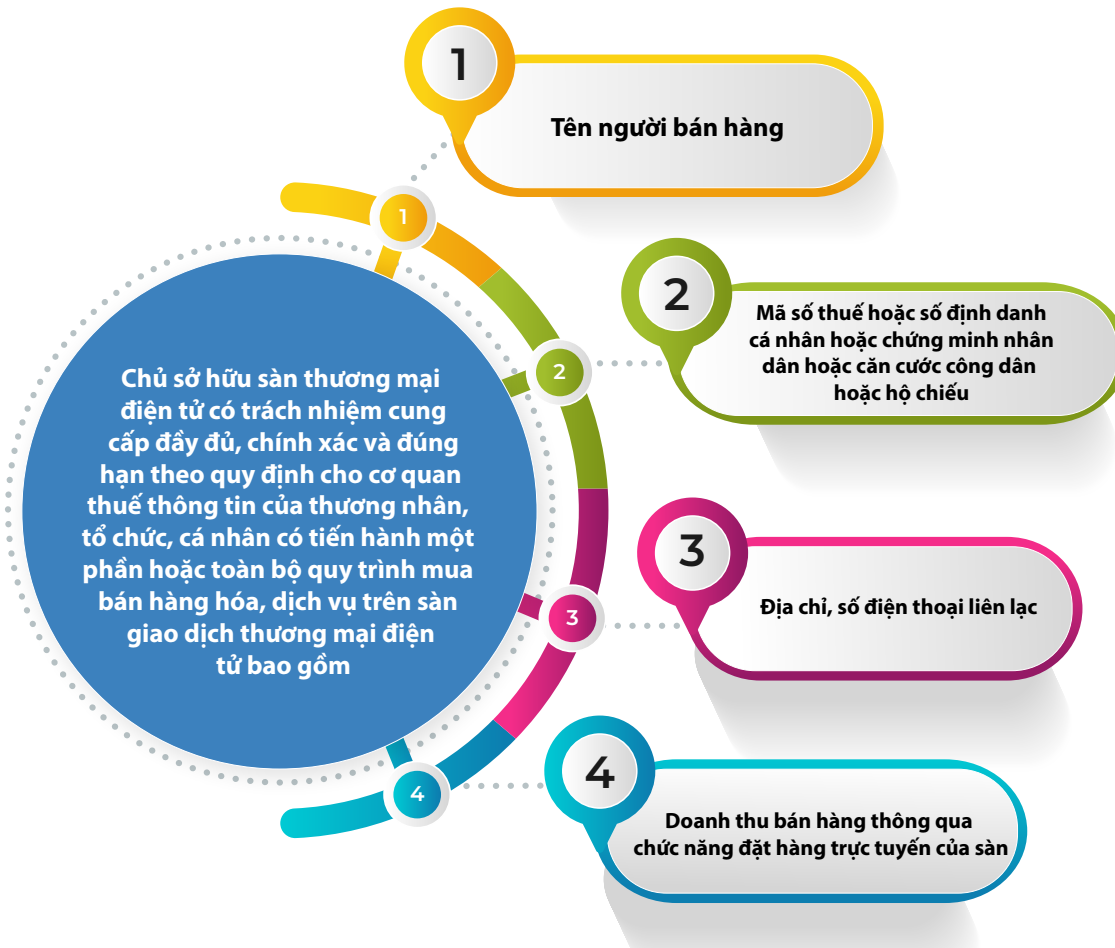 1
Tên người bán hàng
1
2
Mã số thuế hoặc số định danh
cá nhân hoặc chứng minh nhân
dân hoặc căn cước công dân
hoặc hộ chiếu
2
Chủ sở hữu sàn thương mại
điện tử có trách nhiệm cung
cấp đầy đủ, chính xác và đúng
hạn theo quy định cho cơ quan
thuế thông tin của thương nhân,
tổ chức, cá nhân có tiến hành một
phần hoặc toàn bộ quy trình mua
bán hàng hóa, dịch vụ trên sàn
giao dịch thương mại điện
tử bao gồm
3
Địa chỉ, số điện thoại liên lạc
3
4
Doanh thu bán hàng thông qua
chức năng đặt hàng trực tuyến của sàn
4